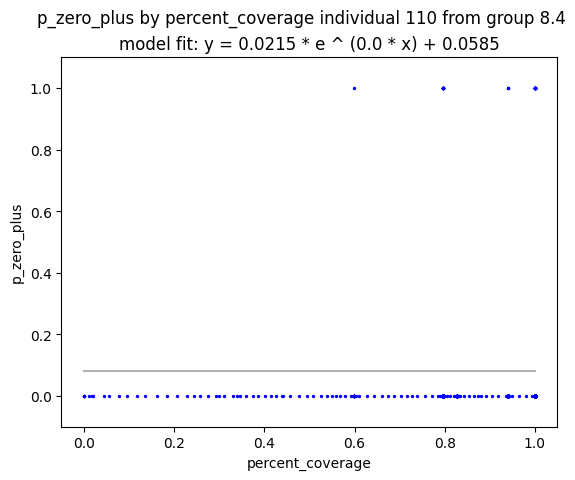 p_zero_plus by percent_coverage individual 110 from group 8.4
model fit: y = 0.0215 * e ^ (0.0 * x) + 0.0585
1.0
0.8
0.6
0.4
0.2
0.0
p_zero_plus
0.0 0.2 0.4 0.6 0.8 1.0
percent_coverage